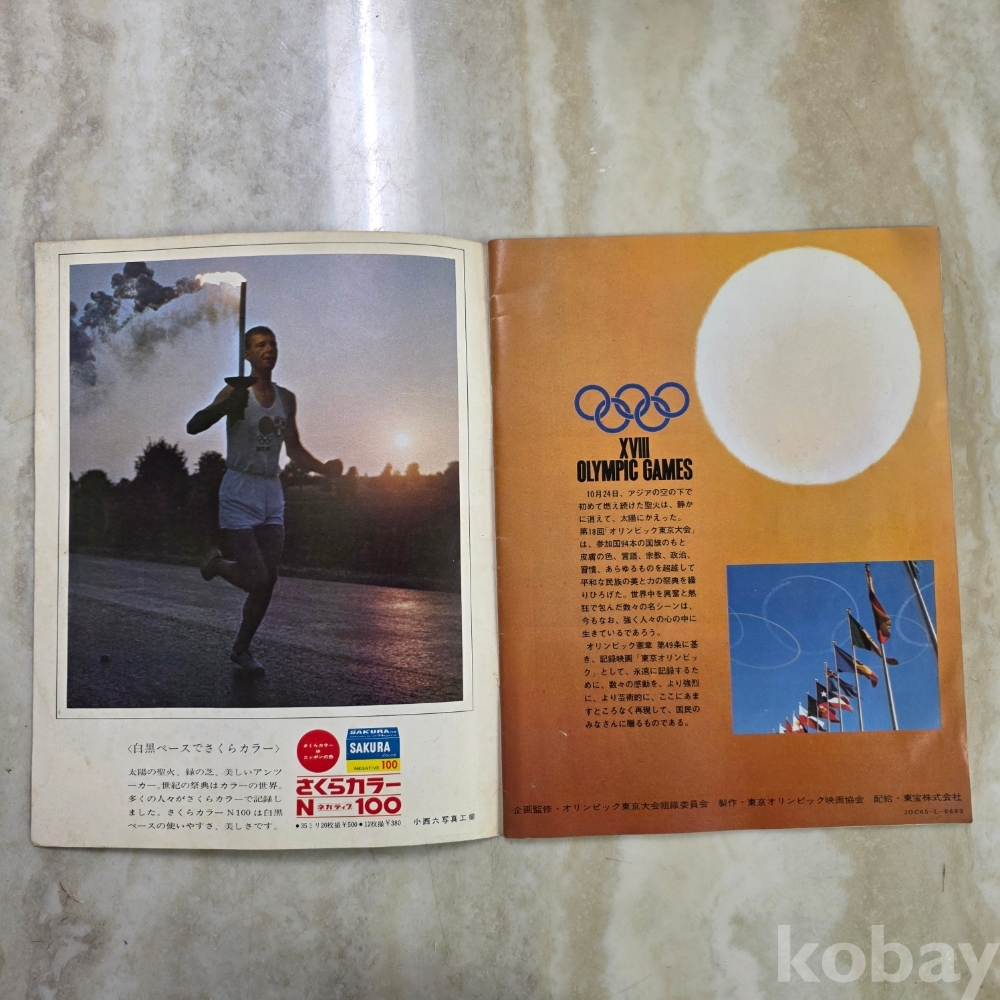 〈白黒ベースでさくらカラー〉
太陽の聖火、緑の芝、美しいアンツ
ーカー。世紀の祭典はカラーの世界。
多くの人々がさくらカラーで記録し
ました。さくらカラーN100は白黒
ベースの使いやすさ、美しさです。
さくらカラー
は
ニッポンの色
SAKURA
SAKURA
NEGATIVE 100
さくらカラー
N ネガティブ 100
●35ミリ20枚撮¥500●12枚撮¥380
小西六写真工業
XVIII
OLYMPIC GAMES
10月24日、アジアの空の下で
初めて燃え続けた聖火は、静か
に消えて、太陽にかえった。
第18回「オリンピック東京大会」
は、参加国94本の国旗のもと
皮膚の色、言語、宗教、政治、
習慣、あらゆるものを超越して
平和な民族の美と力の祭典を繰
りひろげた。世界中を興奮と熱
狂で包んだ数々の名シーンは、
今もなお、強く人々の心の中に
生きているであろう。
オリンピック憲章 第49条に基
き、記録映画「東京オリンピッ
ク」として、永遠に記録するた
めに、数々の感動を、より強烈
に、より芸術的に、ここにあま
すところなく再現して、国民の
みなさんに贈るものである。
企画監修・オリンピック東京大会組織委員会 製作・東京オリンピック映画協会 配給・東宝株式会社
JOC65-L-0603
kobay